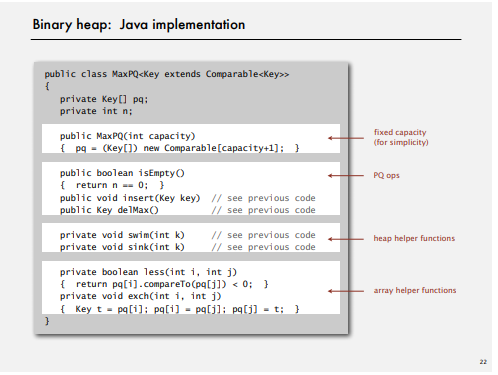 Binary heap: Java implementation
public class MaxPQ<Key extends Comparable<Key>>
{
private Key[] pq;
private int n;
public MaxPQ(int capacity)
{ pq = (Key[]) new Comparable[capacity+1]; }
fixed capacity
(for simplicity)
public boolean isEmpty()
{ return n == 0; }
public void insert(Key key) // see previous code
public Key delMax() // see previous code
PQ ops
private void swim(int k) // see previous code
private void sink(int k) // see previous code
heap helper functions
private boolean less(int i, int j)
{ return pq[i].compareTo(pq[j]) < 0; }
private void exch(int i, int j)
{ Key t = pq[i]; pq[i] = pq[j]; pq[j] = t; }
array helper functions
}
22